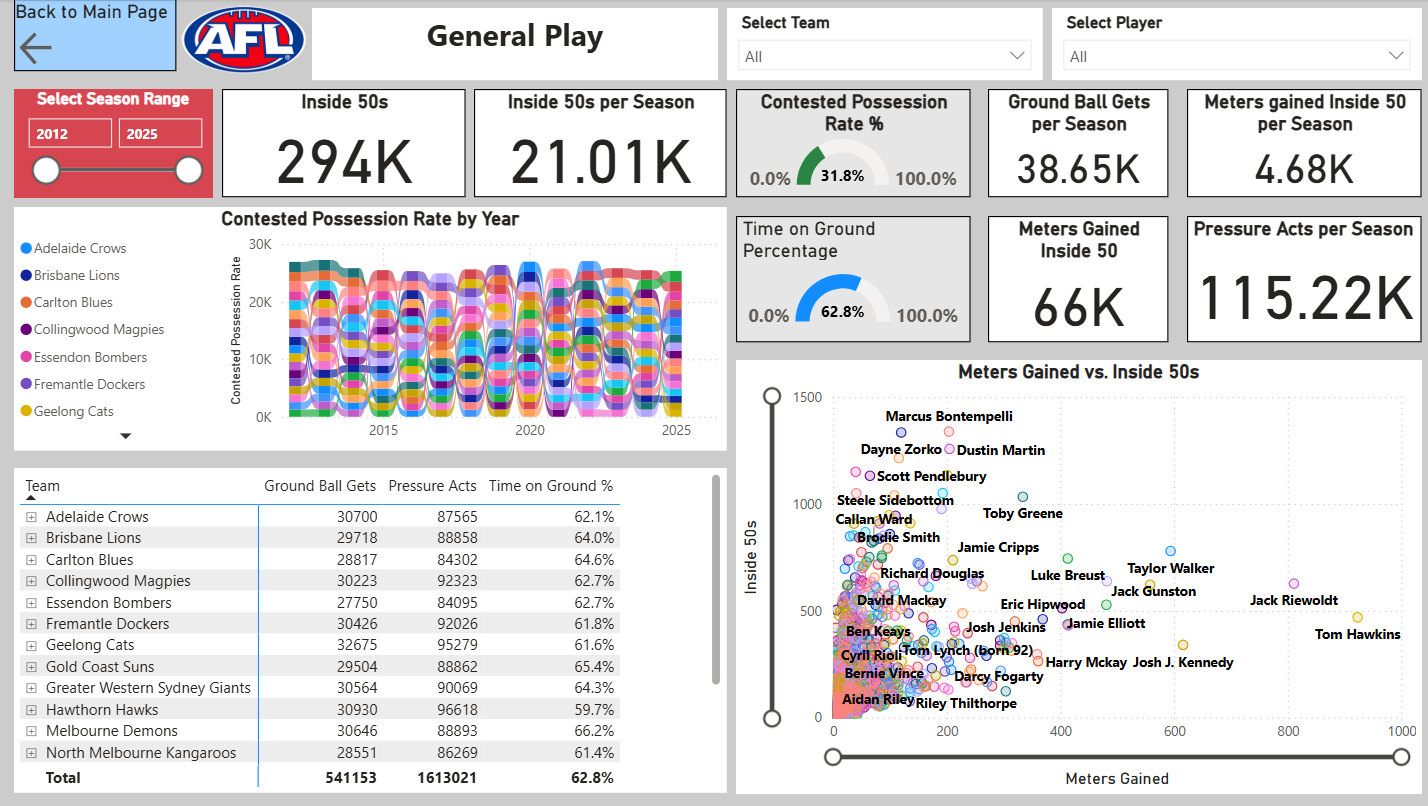 Back to Main Page
AFL
General Play
Select Team
All
Select Player
All
Select Season Range
2012
2025
Inside 50s
294K
Inside 50s per Season
21.01K
Contested Possession
Rate %
0.0%
31.8%
100.0%
Ground Ball Gets
per Season
38.65K
Meters gained Inside 50
per Season
4.68K
Time on Ground
Percentage
0.0%
62.8%
100.0%
Meters Gained
Inside 50
66K
Pressure Acts per Season
115.22K
Contested Possession Rate by Year
Adelaide Crows
Brisbane Lions
Carlton Blues
Collingwood Magpies
Essendon Bombers
Fremantle Dockers
Geelong Cats
Contested Possession Rate
30K
20K
10K
0K
2015
2020
2025
Team Ground Ball Gets Pressure Acts Time on Ground %
Adelaide Crows 30700 87565 62.1%
Brisbane Lions 29718 88858 64.0%
Carlton Blues 28817 84302 64.6%
Collingwood Magpies 30223 92323 62.7%
Essendon Bombers 27750 84095 62.7%
Fremantle Dockers 30426 92026 61.8%
Geelong Cats 32675 95279 61.6%
Gold Coast Suns 29504 88862 65.4%
Greater Western Sydney Giants 30564 90069 64.3%
Hawthorn Hawks 30930 96618 59.7%
Melbourne Demons 30646 88893 66.2%
North Melbourne Kangaroos 28551 86269 61.4%
Total 541153 1613021 62.8%
Meters Gained vs. Inside 50s
Inside 50s
1500
1000
500
0
Marcus Bontempelli
Dayne Zorko
Dustin Martin
Scott Pendlebury
Steele Sidebottom
Toby Greene
Callan Ward
Brodie Smith
Jamie Cripps
Richard Douglas
Luke Breust
Taylor Walker
Jack Gunston
David Mackay
Eric Hipwood
Jack Riewoldt
Ben Keays
Josh Jenkins
Jamie Elliott
Tom Hawkins
Cyril Rioli
Tom Lynch (born 92)
Harry Mckay
Josh J. Kennedy
Bernie Vince
Darcy Fogarty
Aidan Riley
Riley Thilthorpe
0
200
400
600
800
1000
Meters Gained